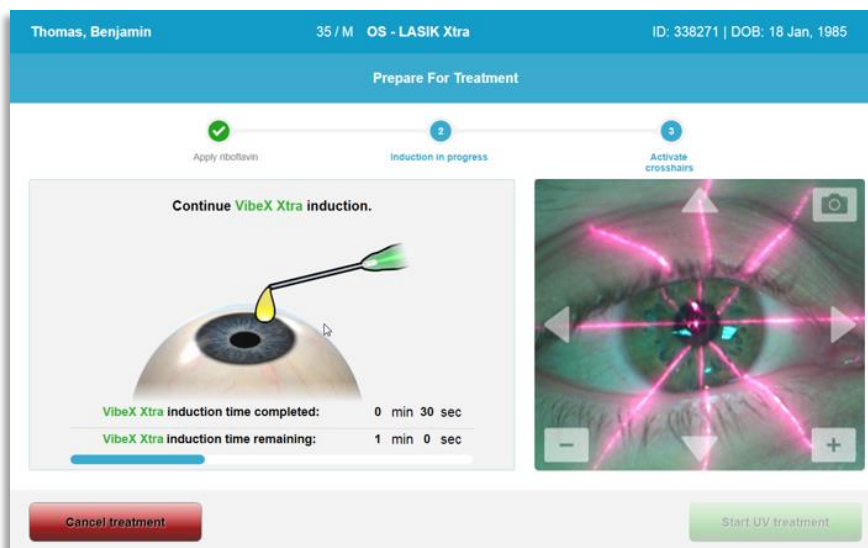 Thomas, Benjamin 35 / M OS - LASIK Xtra ID: 338271 | DOB: 18 Jan, 1985
Prepare For Treatment
2 3
Apply riboflavin Induction in progress Activate
crosshairs
Continue VibeX Xtra induction.
VibeX Xtra induction time completed: 0 min 30 sec
VibeX Xtra induction time remaining: 1 min 0 sec
Cancel treatment Start UV treatment